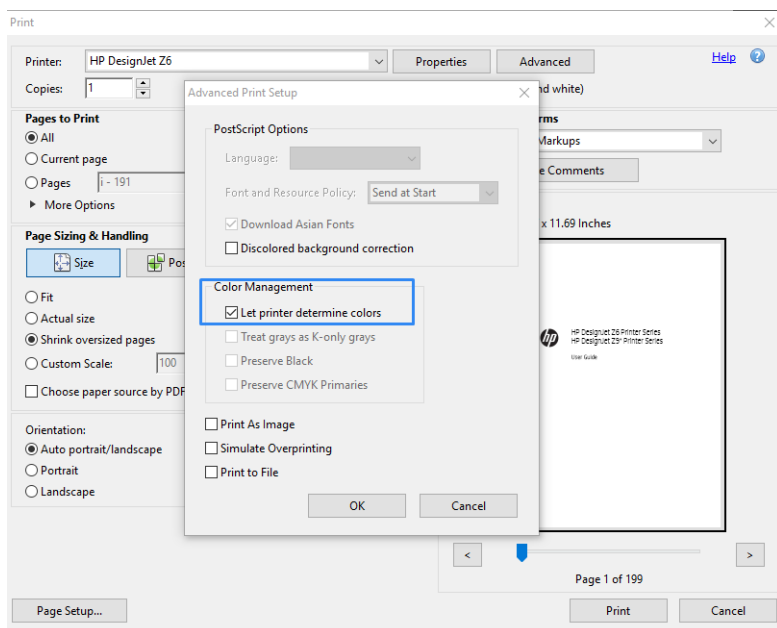 Print
Printer: HP DesignJet Z6 Properties Advanced Help ?
Copies: 1 nd white)
Pages to Print
All
Current page
Pages i - 191
More Options
Page Sizing & Handling
Size Pos
Fit
Actual size
Shrink oversized pages
Custom Scale: 100
Choose paper source by PDF
Orientation:
Auto portrait/landscape
Portrait
Landscape
Advanced Print Setup
PostScript Options
Language:
Font and Resource Policy: Send at Start
Download Asian Fonts
Discolored background correction
Color Management
Let printer determine colors
Treat grays as K-only grays
Preserve Black
Preserve CMYK Primaries
Print As Image
Simulate Overprinting
Print to File
OK Cancel
rms
Markups
e Comments
x 11.69 Inches
hp
HP DesignJet Z6 Printer Series
HP DesignJet Z9⁺ Printer Series
User Guide
< >
Page 1 of 199
Page Setup... Print Cancel